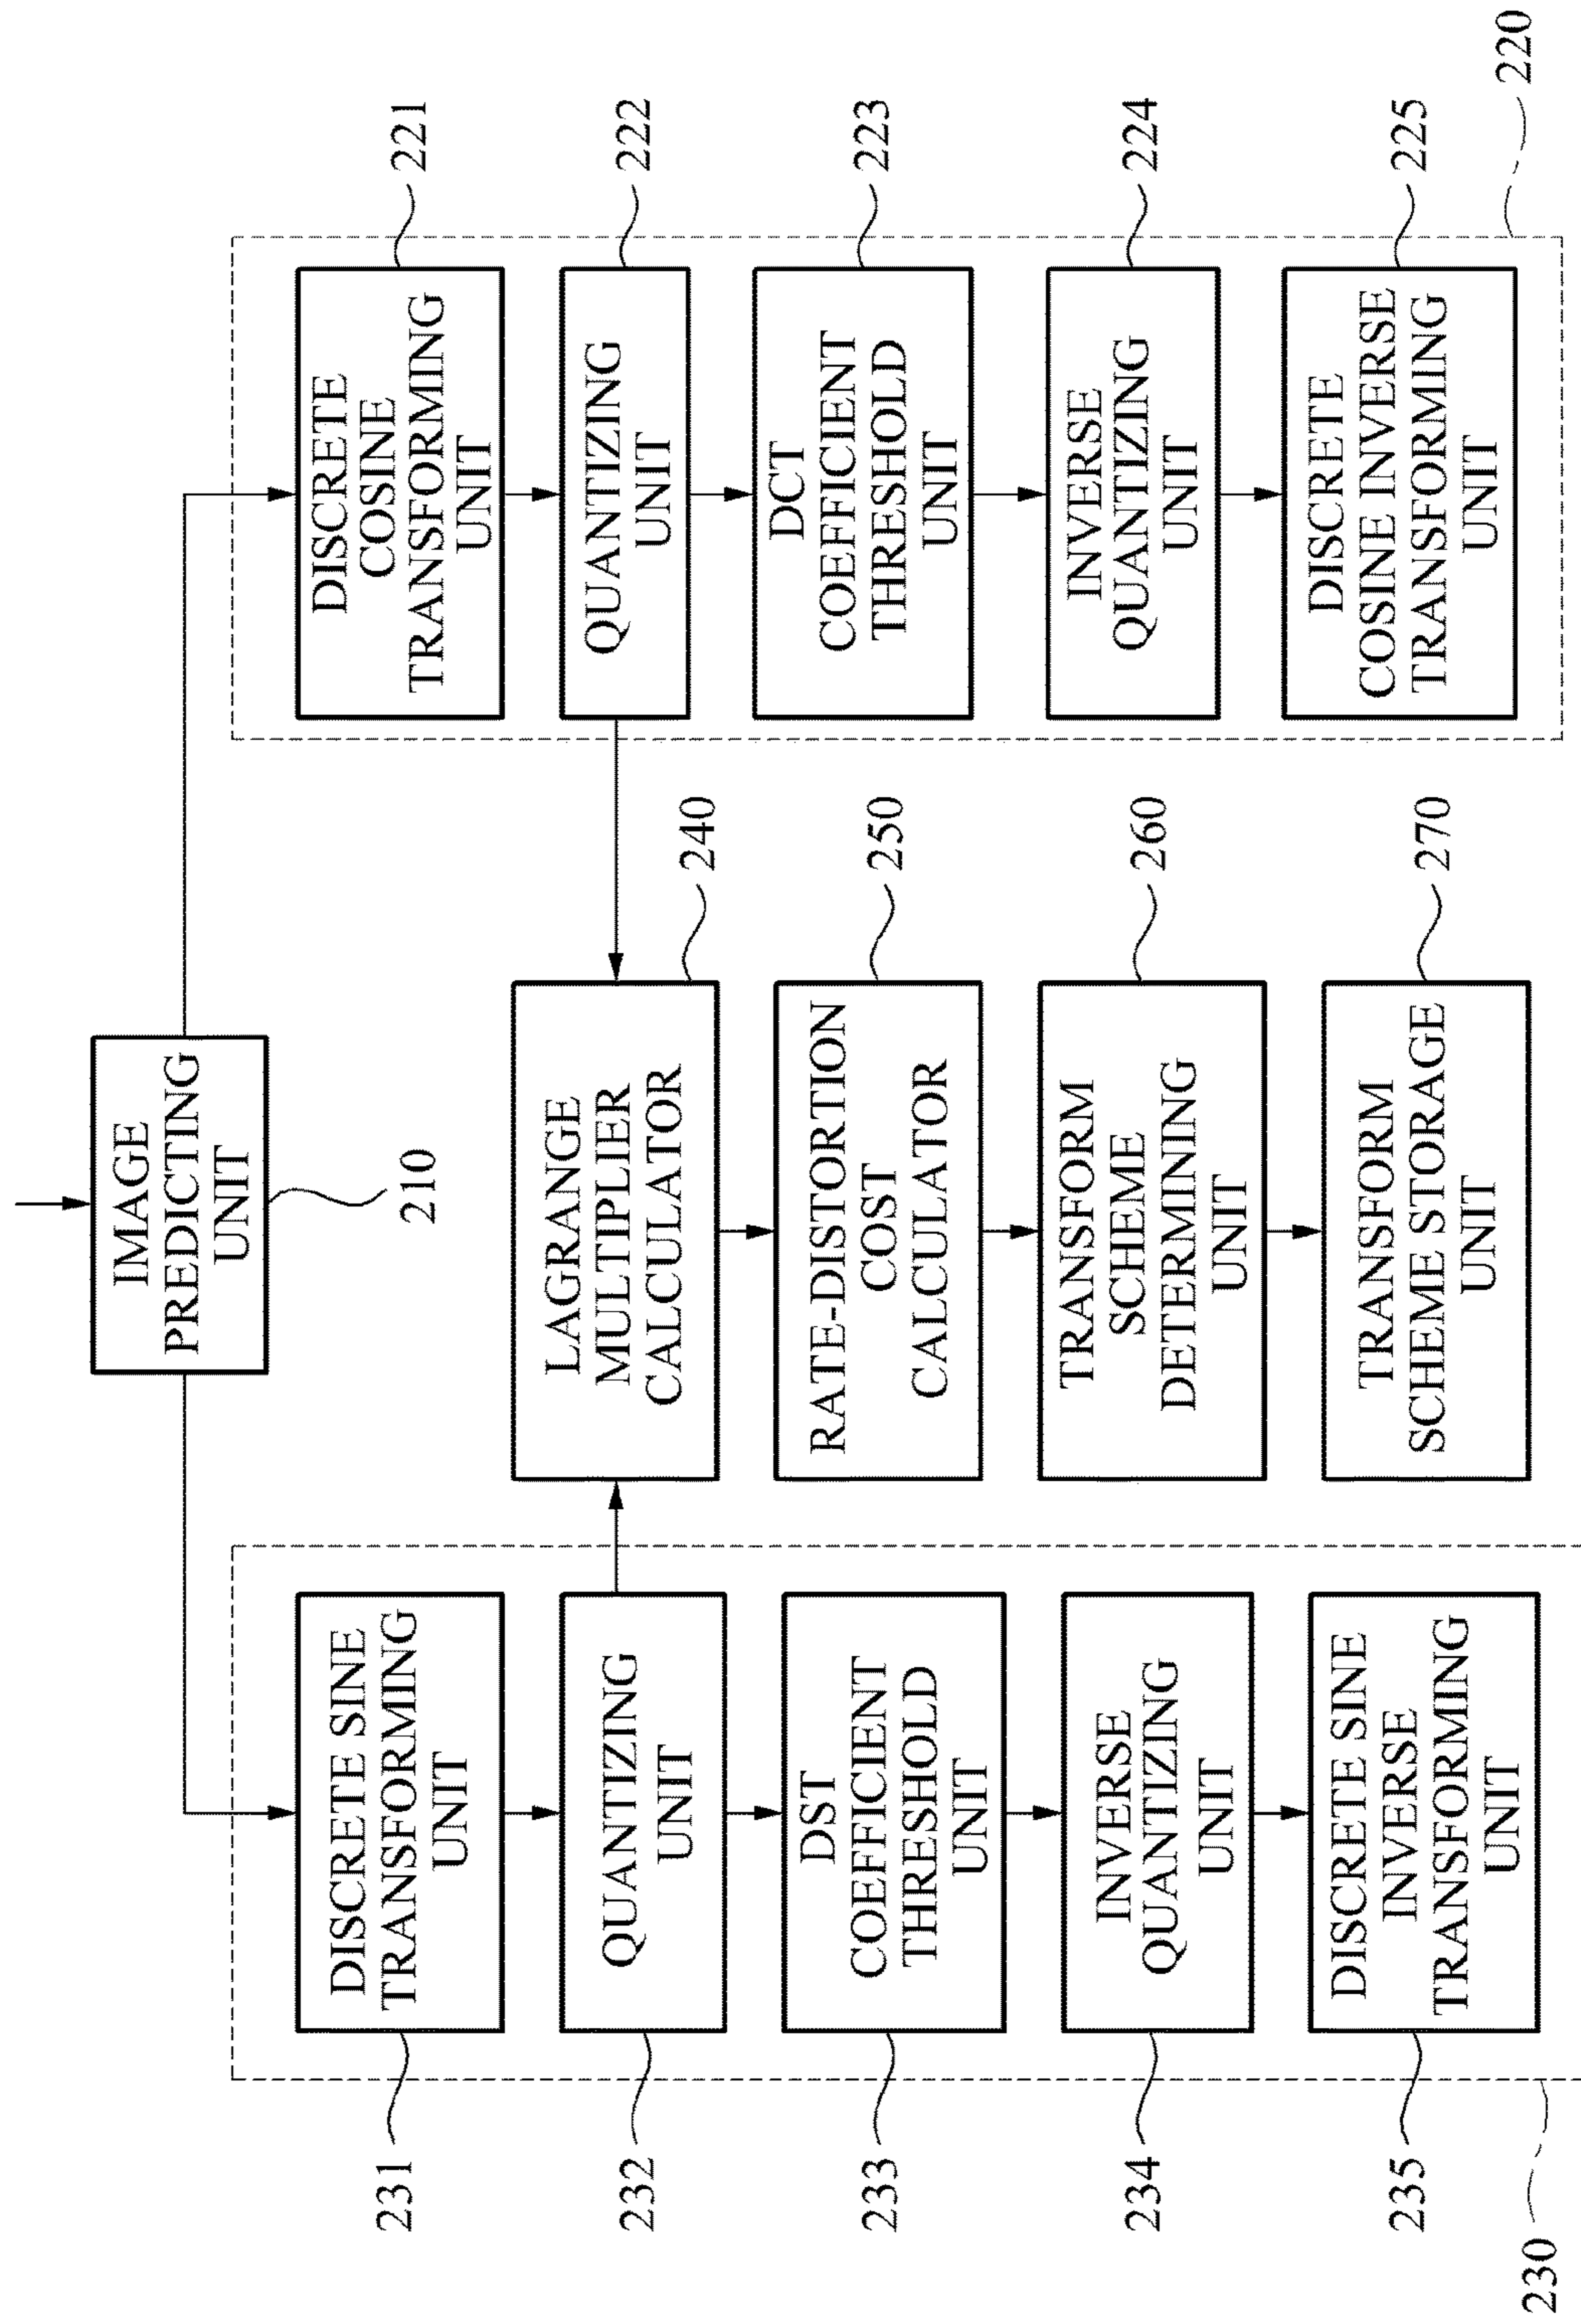 IMAGE
PREDICTING
UNIT
210
DISCRETE SINE
TRANSFORMING
UNIT
231
QUANTIZING
UNIT
232
DST
COEFFICIENT
THRESHOLD
UNIT
233
INVERSE
QUANTIZING
UNIT
234
DISCRETE SINE
INVERSE
TRANSFORMING
UNIT
235
230
LAGRANGE
MULTIPLIER
CALCULATOR
240
RATE-DISTORTION
COST
CALCULATOR
250
TRANSFORM
SCHEME
DETERMINING
UNIT
260
TRANSFORM
SCHEME STORAGE
UNIT
270
DISCRETE
COSINE
TRANSFORMING
UNIT
221
QUANTIZING
UNIT
222
DCT
COEFFICIENT
THRESHOLD
UNIT
223
INVERSE
QUANTIZING
UNIT
224
DISCRETE
COSINE INVERSE
TRANSFORMING
UNIT
225
220